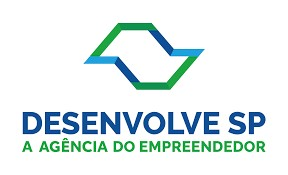 DESENVOLVE SP
A AGÊNCIA DO EMPREENDEDOR